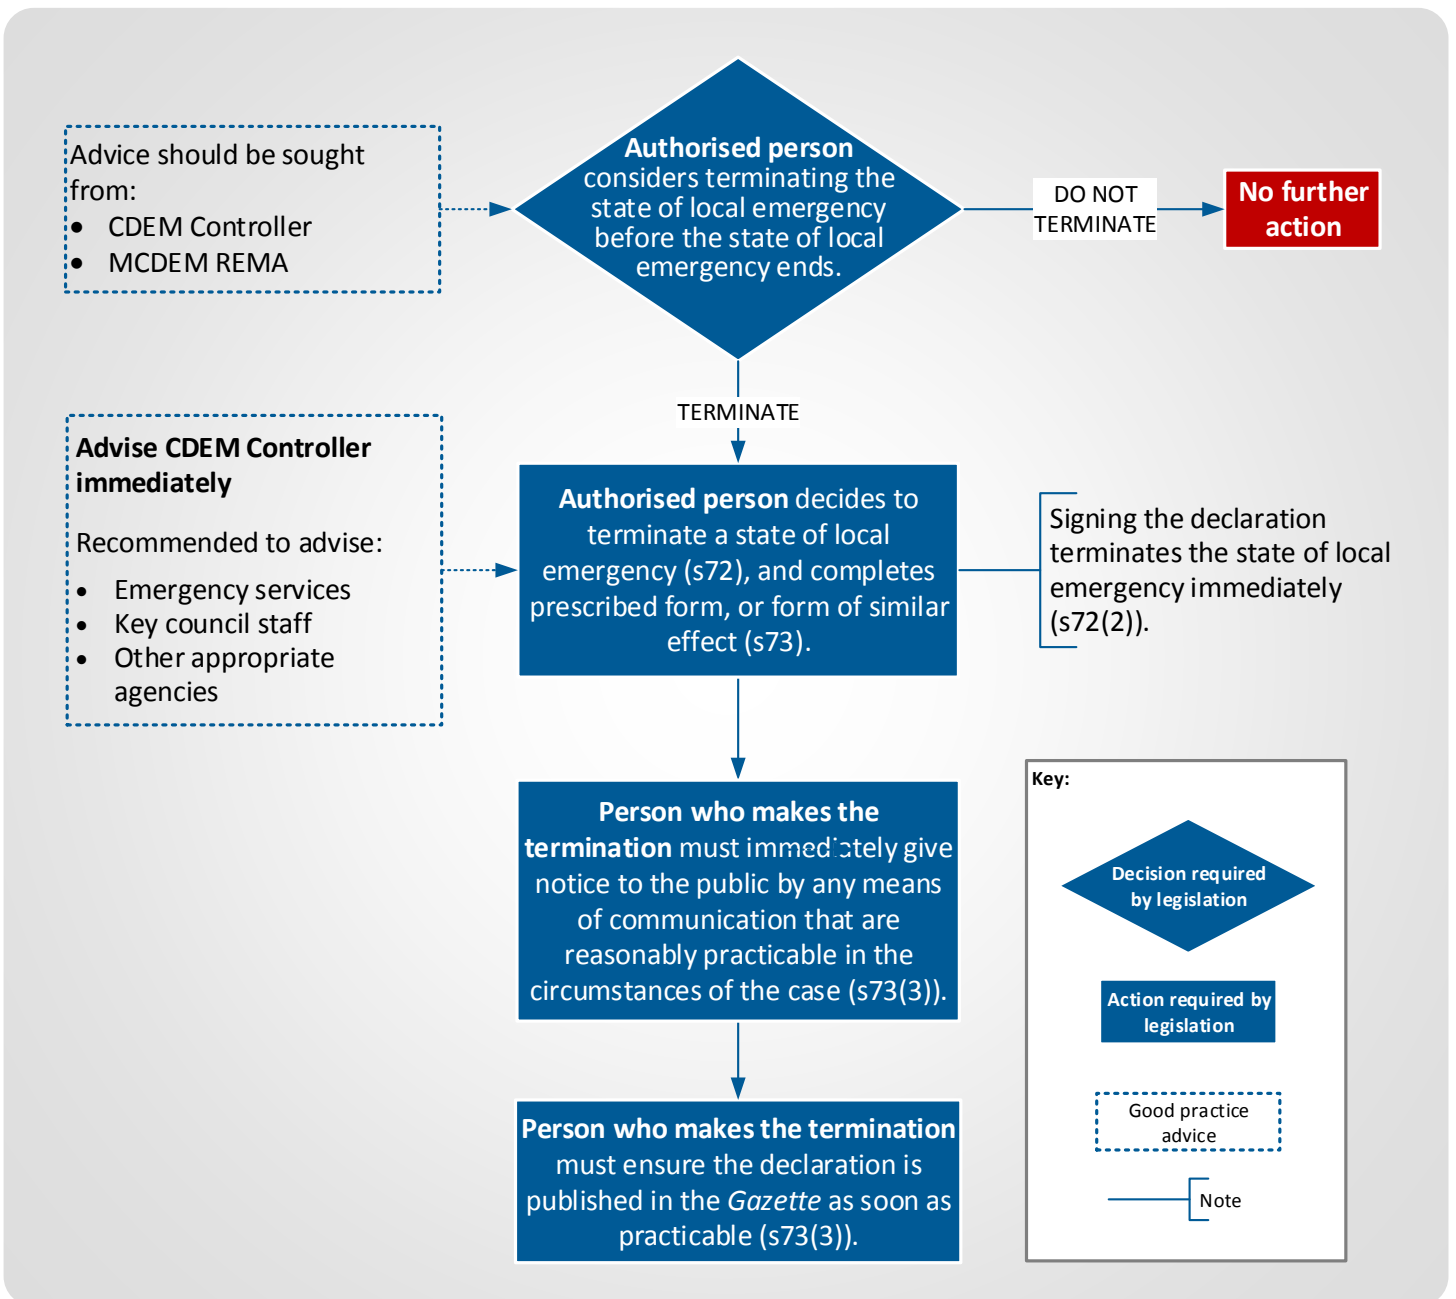 Advice should be sought
from:
• CDEM Controller
• MCDEM REMA
Authorised person
considers terminating the
state of local emergency
before the state of local
emergency ends.
DO NOT
TERMINATE
No further
action
TERMINATE
Advise CDEM Controller
immediately
Recommended to advise:
• Emergency services
• Key council staff
• Other appropriate
agencies
Authorised person decides to
terminate a state of local
emergency (s72), and completes
prescribed form, or form of similar
effect (s73).
Signing the declaration
terminates the state of local
emergency immediately
(s72(2)).
Person who makes the
termination must immediately give
notice to the public by any means
of communication that are
reasonably practicable in the
circumstances of the case (s73(3)).
Person who makes the termination
must ensure the declaration is
published in the Gazette as soon as
practicable (s73(3)).
Key:
Decision required
by legislation
Action required by
legislation
Good practice
advice
Note